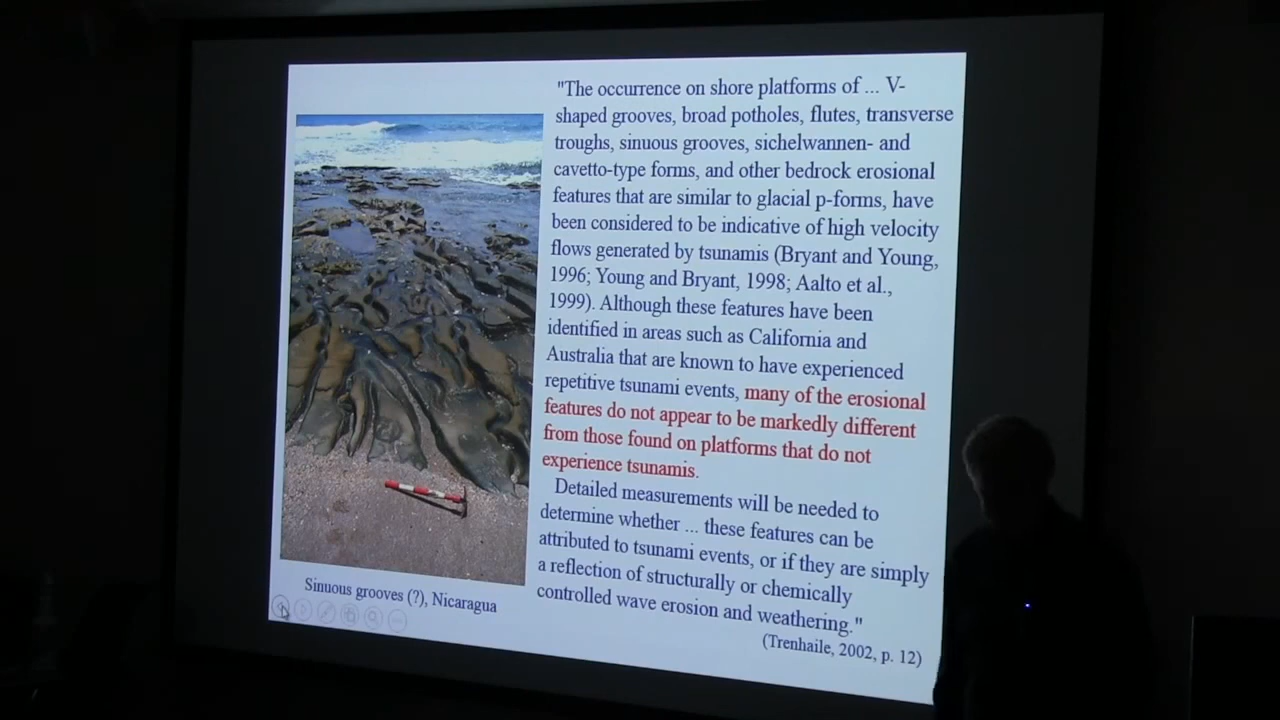 "The occurrence on shore platforms of ... V-
shaped grooves, broad potholes, flutes, transverse
troughs, sinuous grooves, sichelwannen- and
cavetto-type forms, and other bedrock erosional
features that are similar to glacial p-forms, have
been considered to be indicative of high velocity
flows generated by tsunamis (Bryant and Young,
1996; Young and Bryant, 1998; Aalto et al.,
1999). Although these features have been
identified in areas such as California and
Australia that are known to have experienced
repetitive tsunami events, many of the erosional
features do not appear to be markedly different
from those found on platforms that do not
experience tsunamis.
Detailed measurements will be needed to
determine whether ... these features can be
attributed to tsunami events, or if they are simply
a reflection of structurally or chemically
controlled wave erosion and weathering."
(Trenhaile, 2002, p. 12)
Sinuous grooves (?), Nicaragua